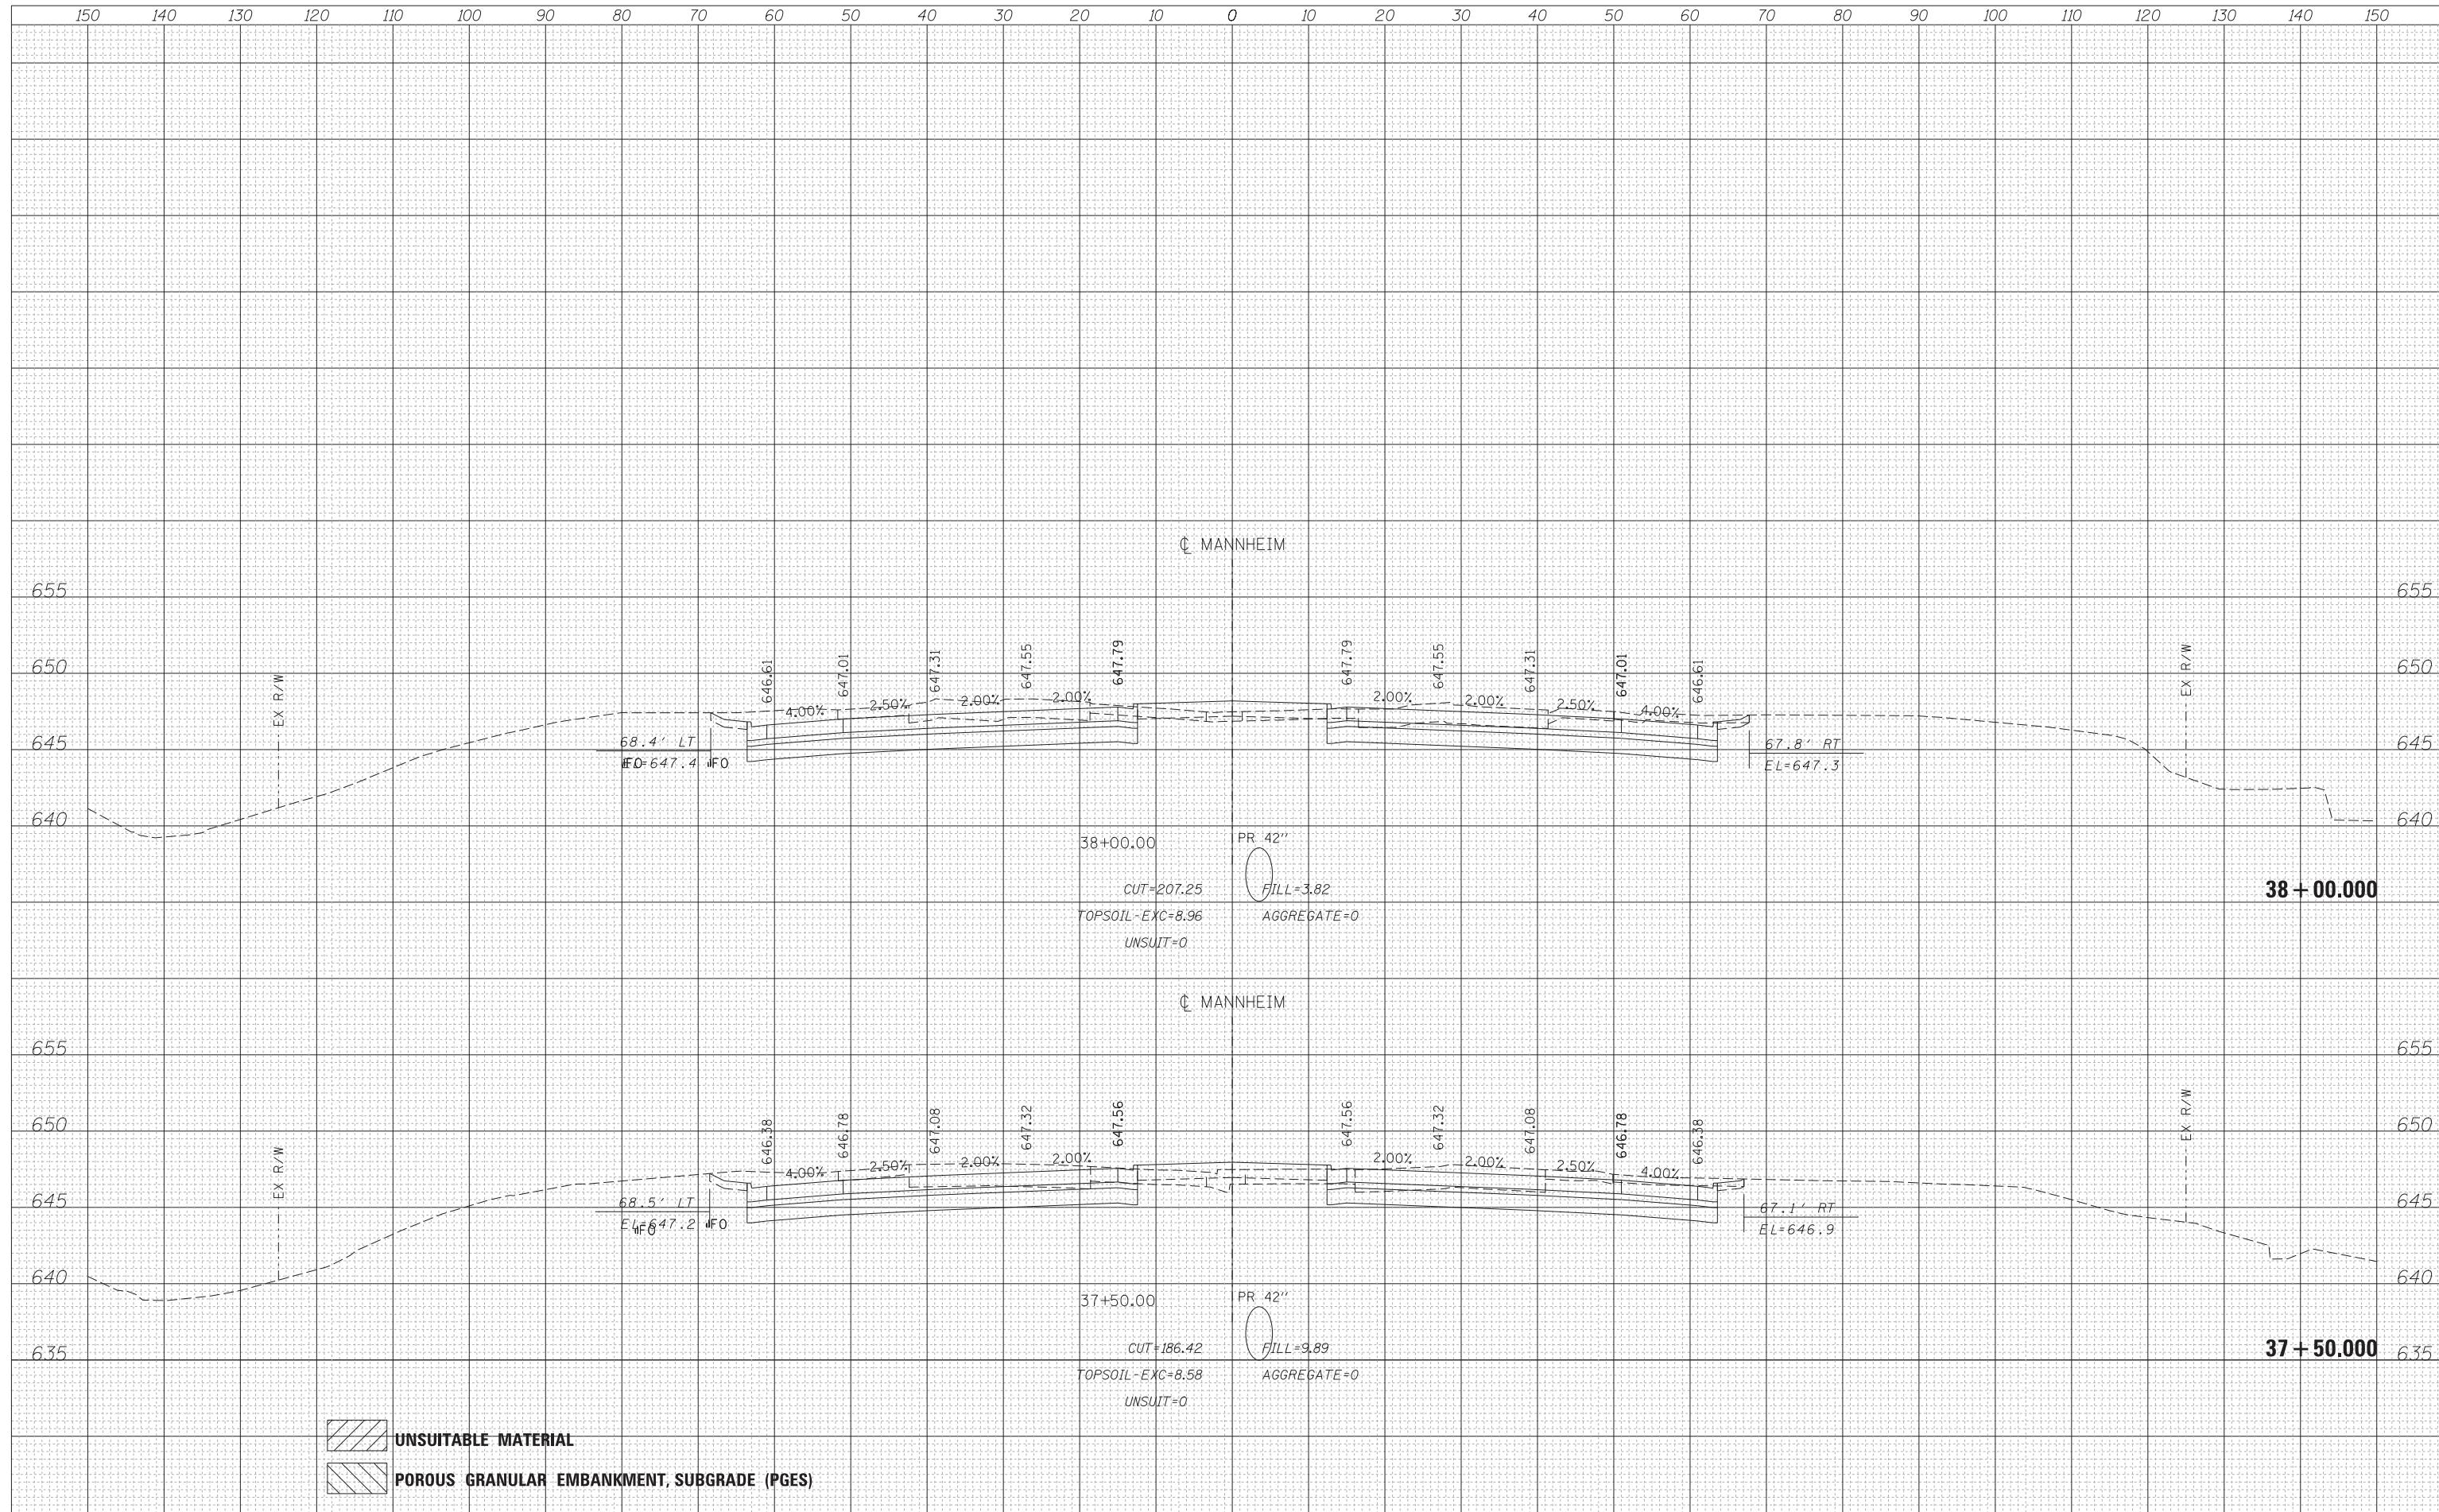 150 140 130 120 110 100 90 80 70 60 50 40 30 20 10 0 10 20 30 40 50 60 70 80 90 100 110 120 130 140 150
℄ MANNHEIM
655 655
650 650
EX R/W 646.61 647.01 647.31 647.55 647.79 647.79 647.55 647.31 647.01 646.61 EX R/W
4.00% 2.50% 2.00% 2.00% 2.00% 2.00% 2.50% 4.00%
645 645
68.4' LT 67.8' RT
EL=647.4 FO FO EL=647.3
640 640
38+00.00 PR 42"
CUT=207.25 FILL=3.82 38+00.000
TOPSOIL-EXC=8.96 AGGREGATE=0
UNSUIT=0
℄ MANNHEIM
655 655
650 650
EX R/W 646.38 646.78 647.08 647.32 647.56 647.56 647.32 647.08 646.78 646.38 EX R/W
4.00% 2.50% 2.00% 2.00% 2.00% 2.00% 2.50% 4.00%
645 645
68.5' LT 67.1' RT
EL=647.2 FO FO EL=646.9
640 640
37+50.00 PR 42"
635 CUT=186.42 FILL=9.89 37+50.000 635
TOPSOIL-EXC=8.58 AGGREGATE=0
UNSUIT=0
UNSUITABLE MATERIAL
POROUS GRANULAR EMBANKMENT, SUBGRADE (PGES)